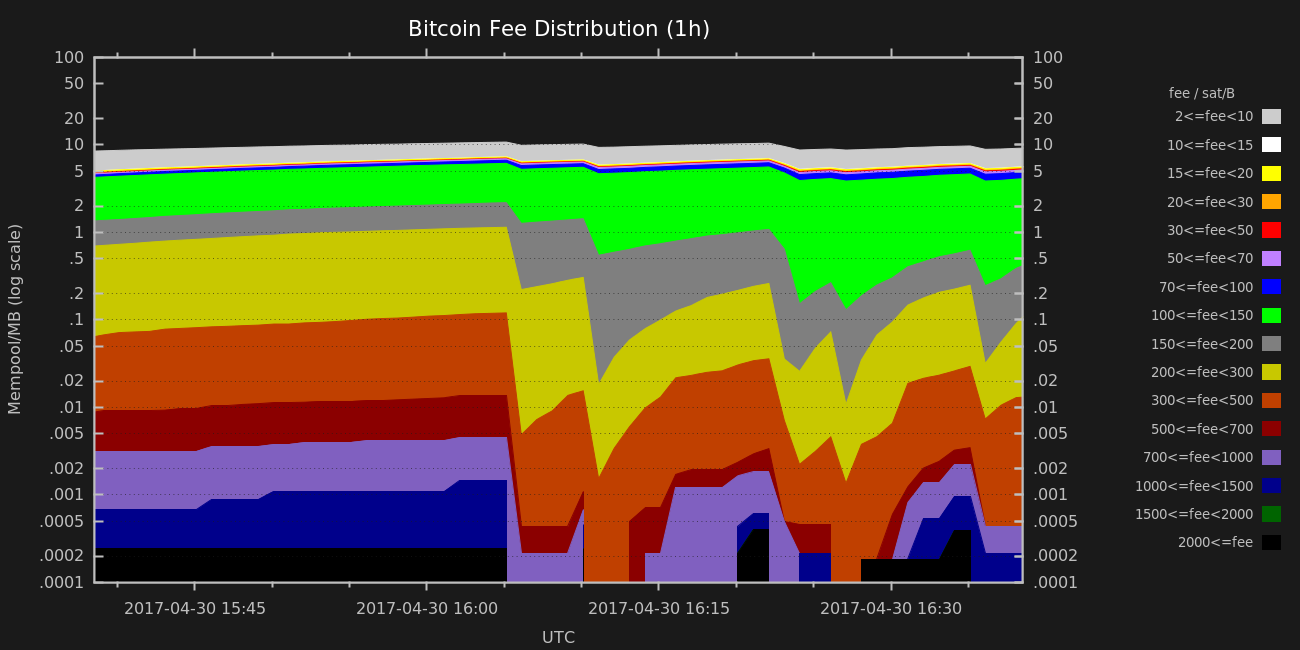 Bitcoin Fee Distribution (1h)
100
50
20
10
5
2
1
.5
.2
.1
.05
.02
.01
.005
.002
.001
.0005
.0002
.0001
Mempool/MB (log scale)
100
50
20
10
5
2
1
.5
.2
.1
.05
.02
.01
.005
.002
.001
.0005
.0002
.0001
2017-04-30 15:45
2017-04-30 16:00
2017-04-30 16:15
2017-04-30 16:30
UTC
fee / sat/B
2<=fee<10
10<=fee<15
15<=fee<20
20<=fee<30
30<=fee<50
50<=fee<70
70<=fee<100
100<=fee<150
150<=fee<200
200<=fee<300
300<=fee<500
500<=fee<700
700<=fee<1000
1000<=fee<1500
1500<=fee<2000
2000<=fee